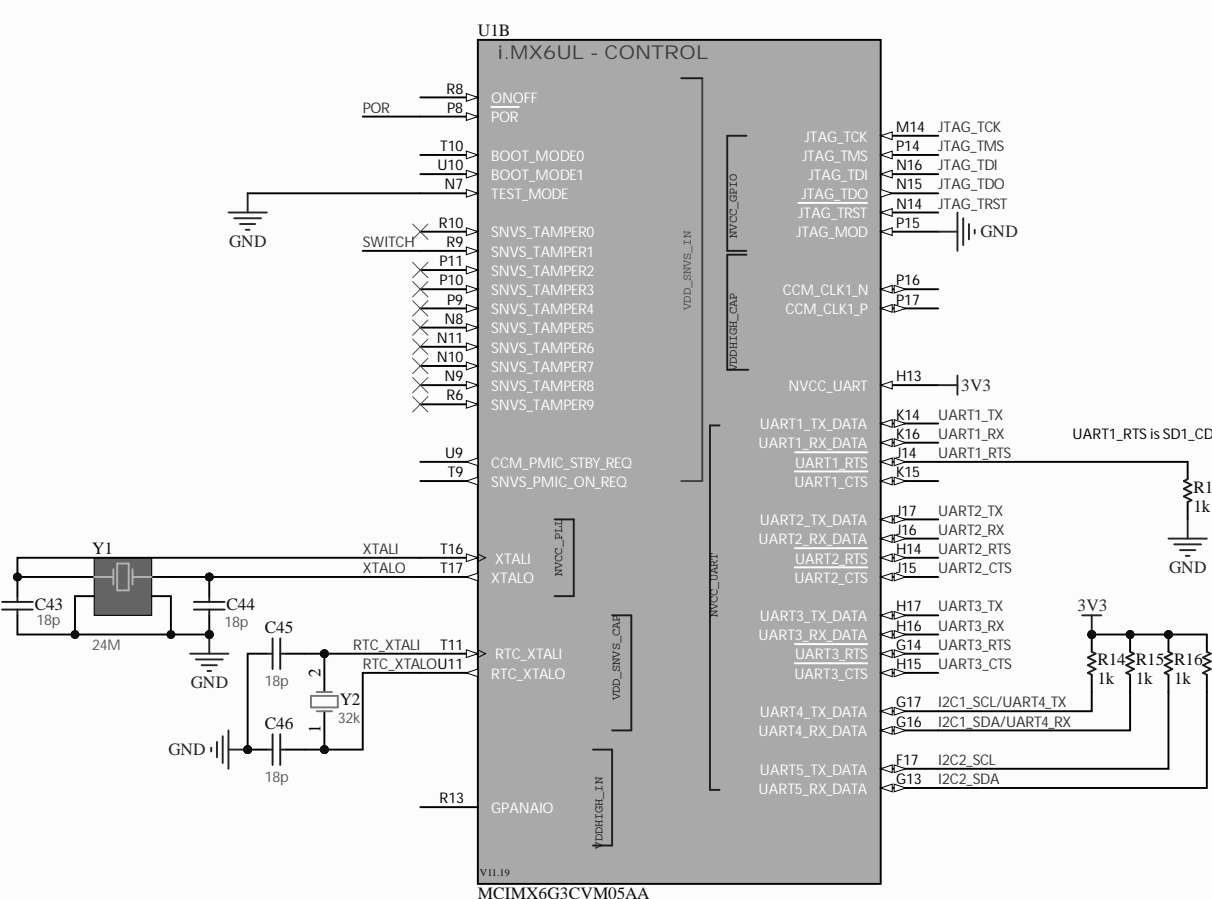 U1B
i.MX6UL - CONTROL
R8 ONOFF
POR P8 POR
T10 BOOT_MODE0
U10 BOOT_MODE1
N7 TEST_MODE
GND
R10 SNVS_TAMPER0
SWITCH R9 SNVS_TAMPER1
P11 SNVS_TAMPER2
P10 SNVS_TAMPER3
P9 SNVS_TAMPER4
N8 SNVS_TAMPER5
N11 SNVS_TAMPER6
N10 SNVS_TAMPER7
N9 SNVS_TAMPER8
R6 SNVS_TAMPER9
U9 CCM_PMIC_STBY_REQ
T9 SNVS_PMIC_ON_REQ
VDD_SNVS_IN
XTALI T16 XTALI
XTALO T17 XTALO
NVCC_PLL
Y1
24M
C43
18p
C44
18p
GND
RTC_XTALI T11 RTC_XTALI
RTC_XTALO U11 RTC_XTALO
VDD_SNVS_CAP
C45
18p
2
Y2
32k
1
C46
18p
GND
R13 GPANAIO
VDDHIGH_IN
V11.19
MCIMX6G3CVM05AA
NVCC_GPIO
JTAG_TCK M14 JTAG_TCK
JTAG_TMS P14 JTAG_TMS
JTAG_TDI N16 JTAG_TDI
JTAG_TDO N15 JTAG_TDO
JTAG_TRST N14 JTAG_TRST
JTAG_MOD P15 GND
VDDHIGH_CAP
CCM_CLK1_N P16
CCM_CLK1_P P17
NVCC_UART H13 3V3
NVCC_UART
UART1_TX_DATA K14 UART1_TX
UART1_RX_DATA K16 UART1_RX
UART1_RTS J14 UART1_RTS
UART1_CTS K15
UART1_RTS is SD1_CD
R1
1k
GND
UART2_TX_DATA J17 UART2_TX
UART2_RX_DATA J16 UART2_RX
UART2_RTS H14 UART2_RTS
UART2_CTS J15 UART2_CTS
UART3_TX_DATA H17 UART3_TX
UART3_RX_DATA H16 UART3_RX
UART3_RTS G14 UART3_RTS
UART3_CTS H15 UART3_CTS
3V3
R14 R15 R16
1k 1k 1k
UART4_TX_DATA G17 I2C1_SCL/UART4_TX
UART4_RX_DATA G16 I2C1_SDA/UART4_RX
UART5_TX_DATA F17 I2C2_SCL
UART5_RX_DATA G13 I2C2_SDA